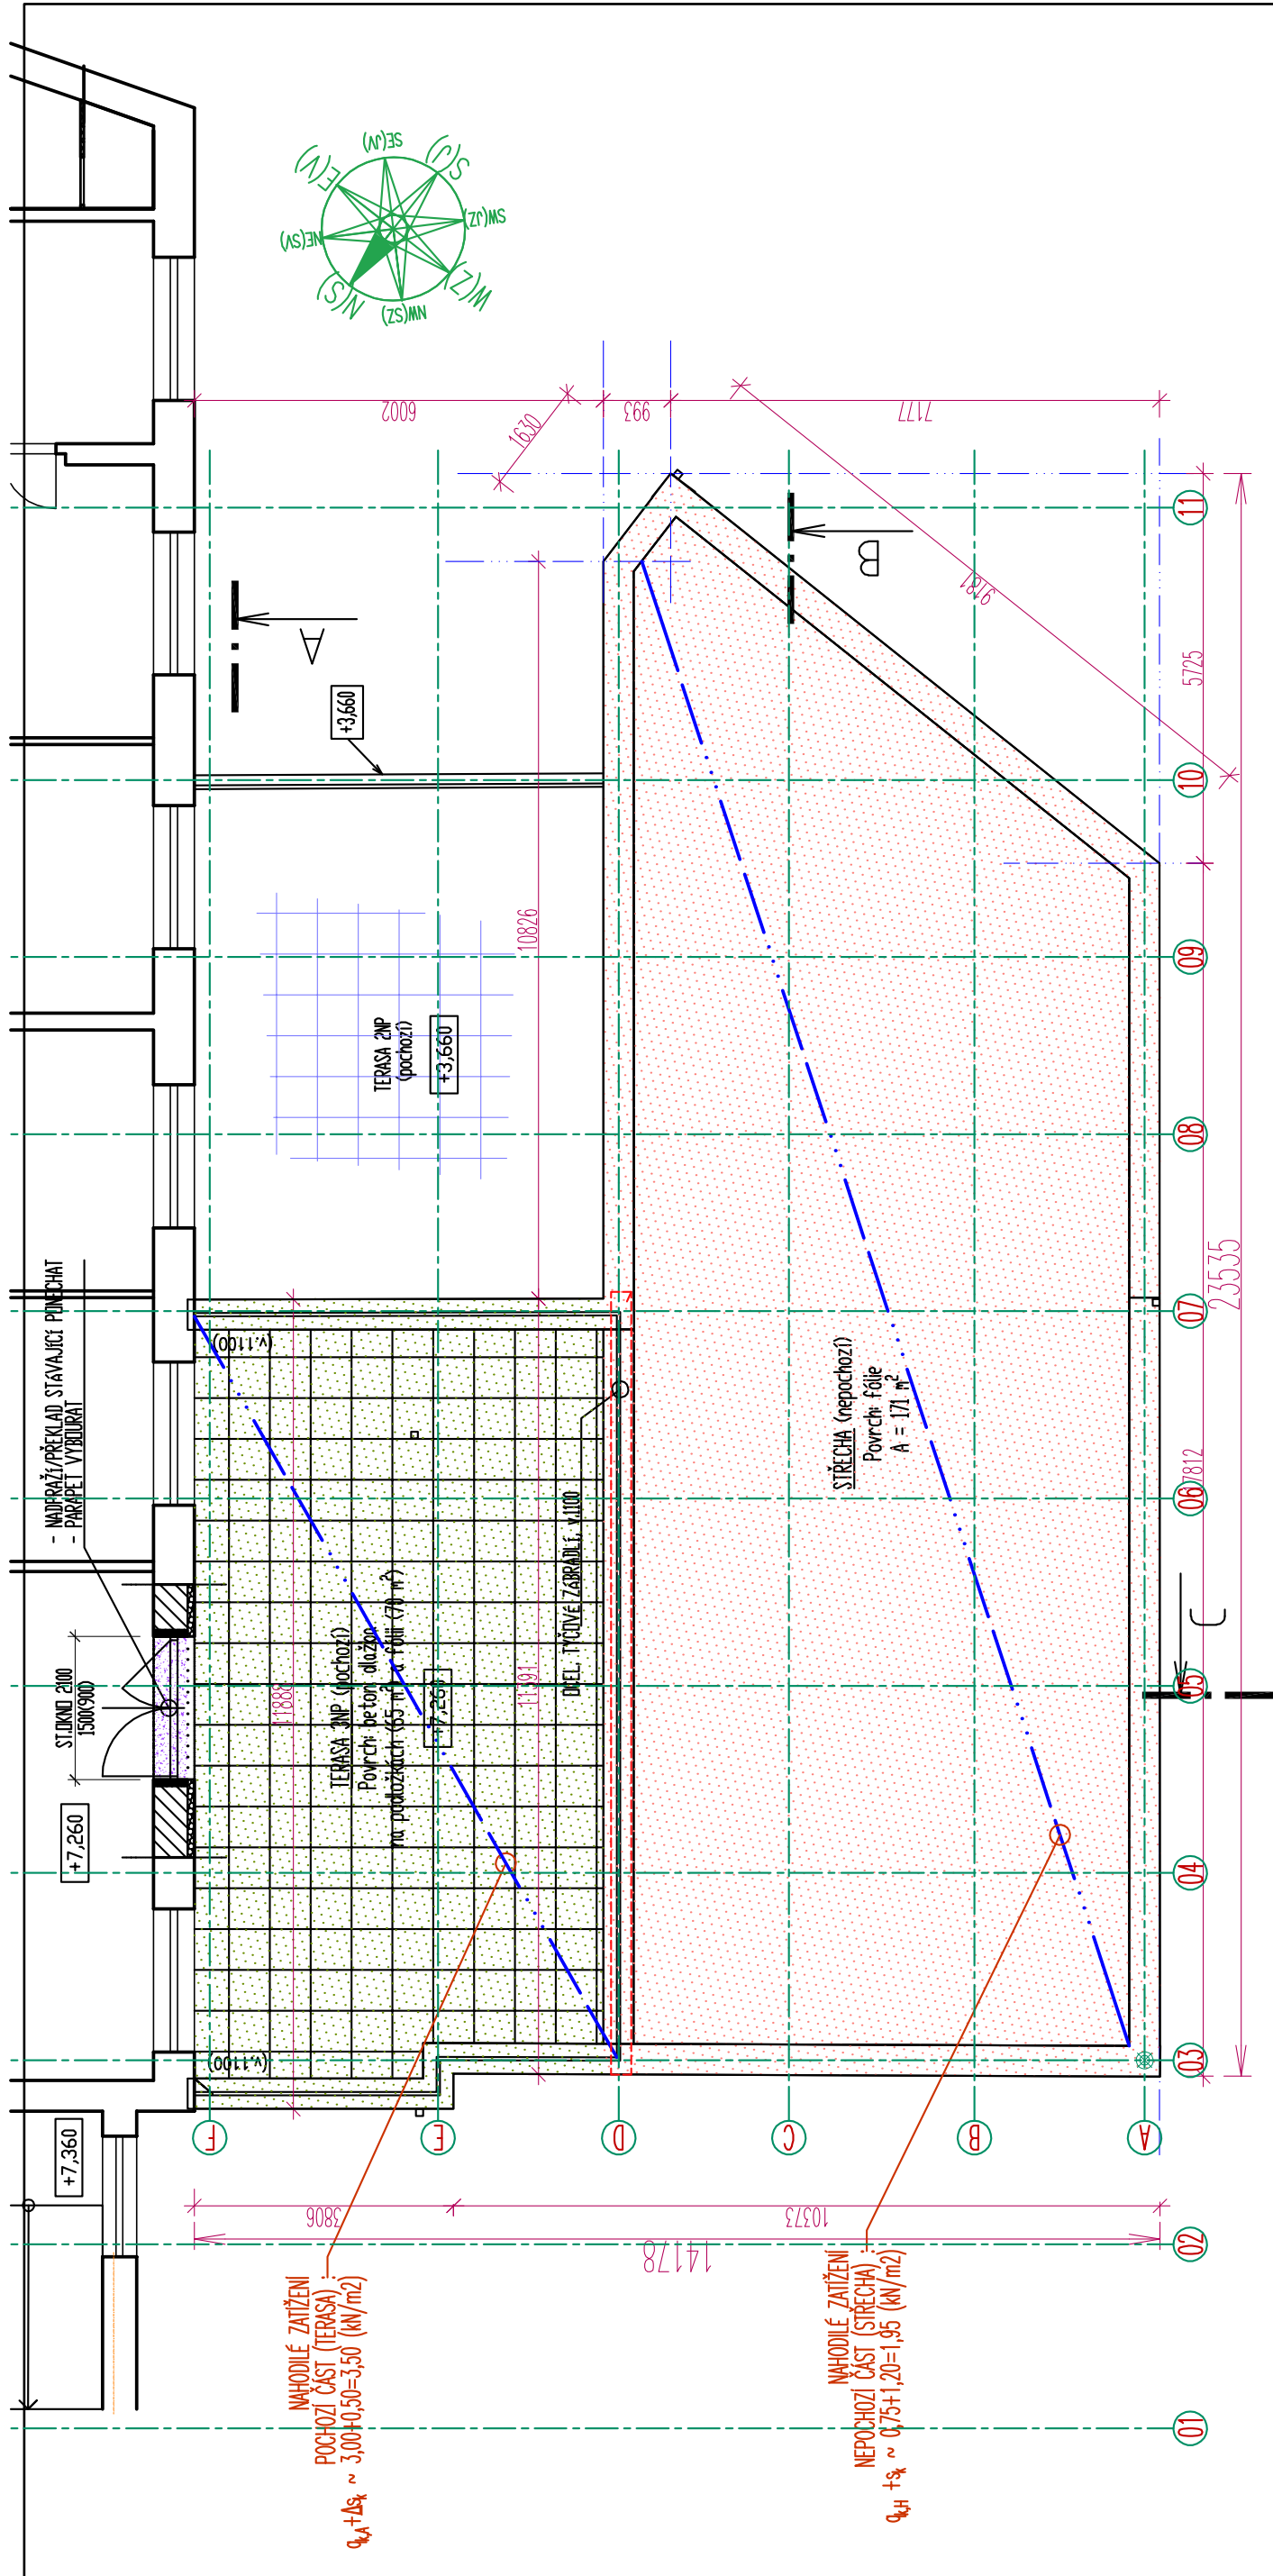 - NADPRAŽÍ/PŘEKLAD STÁVAJÍCÍ PONECHAT
- PARAPET VYBOURAT
ST.OKNO 2100
1500(900)
+7,260
+7,360
E(V)
SE(JV)
S(J)
SW(JZ)
W(Z)
NW(SZ)
N(S)
NE(SV)
6002
993
7177
1630
9181
5725
23535
17812
10826
11888
11391
3806
10373
14178
A
B
C
+3,660
TERASA 2NP
(pochozí)
+3,660
(v.1100)
(v.1100)
TERASA 3NP (pochozí)
Povrch: beton. dlažba
na podložkách (65 m2) a fólii (70 m2)
+7,260
OCEL. TYČOVÉ ZÁBRADLÍ, v.1100
STŘECHA (nepochozí)
Povrch: fólie
A = 171 m2
NAHODILÉ ZATÍŽENÍ
POCHOZÍ ČÁST (TERASA) :
qk,A+Δsk ~ 3,00+0,50=3,50 (kN/m2)
NAHODILÉ ZATÍŽENÍ
NEPOCHOZÍ ČÁST (STŘECHA) :
qk,H +sk ~ 0,75+1,20=1,95 (kN/m2)
F
E
D
C
B
A
01
02
03
04
05
06
07
08
09
10
11